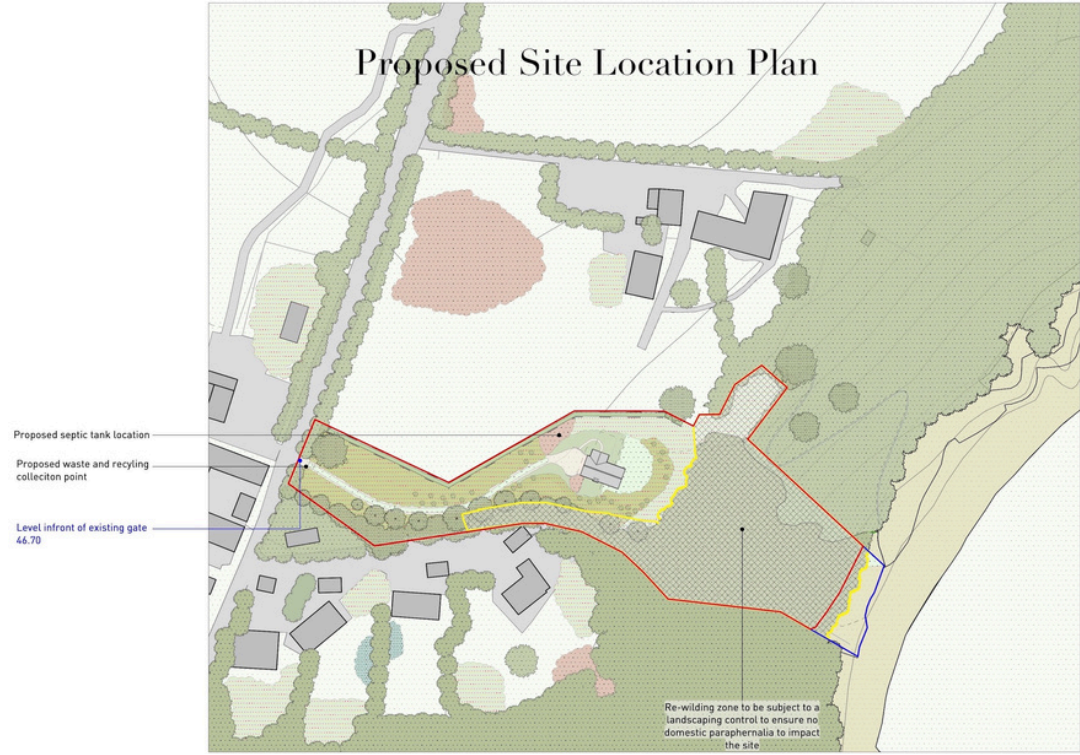 Proposed Site Location Plan
Proposed septic tank location
Proposed waste and recyling
colleciton point
Level infront of existing gate
46.70
Re-wilding zone to be subject to a
landscaping control to ensure no
domestic paraphernalia to impact
the site